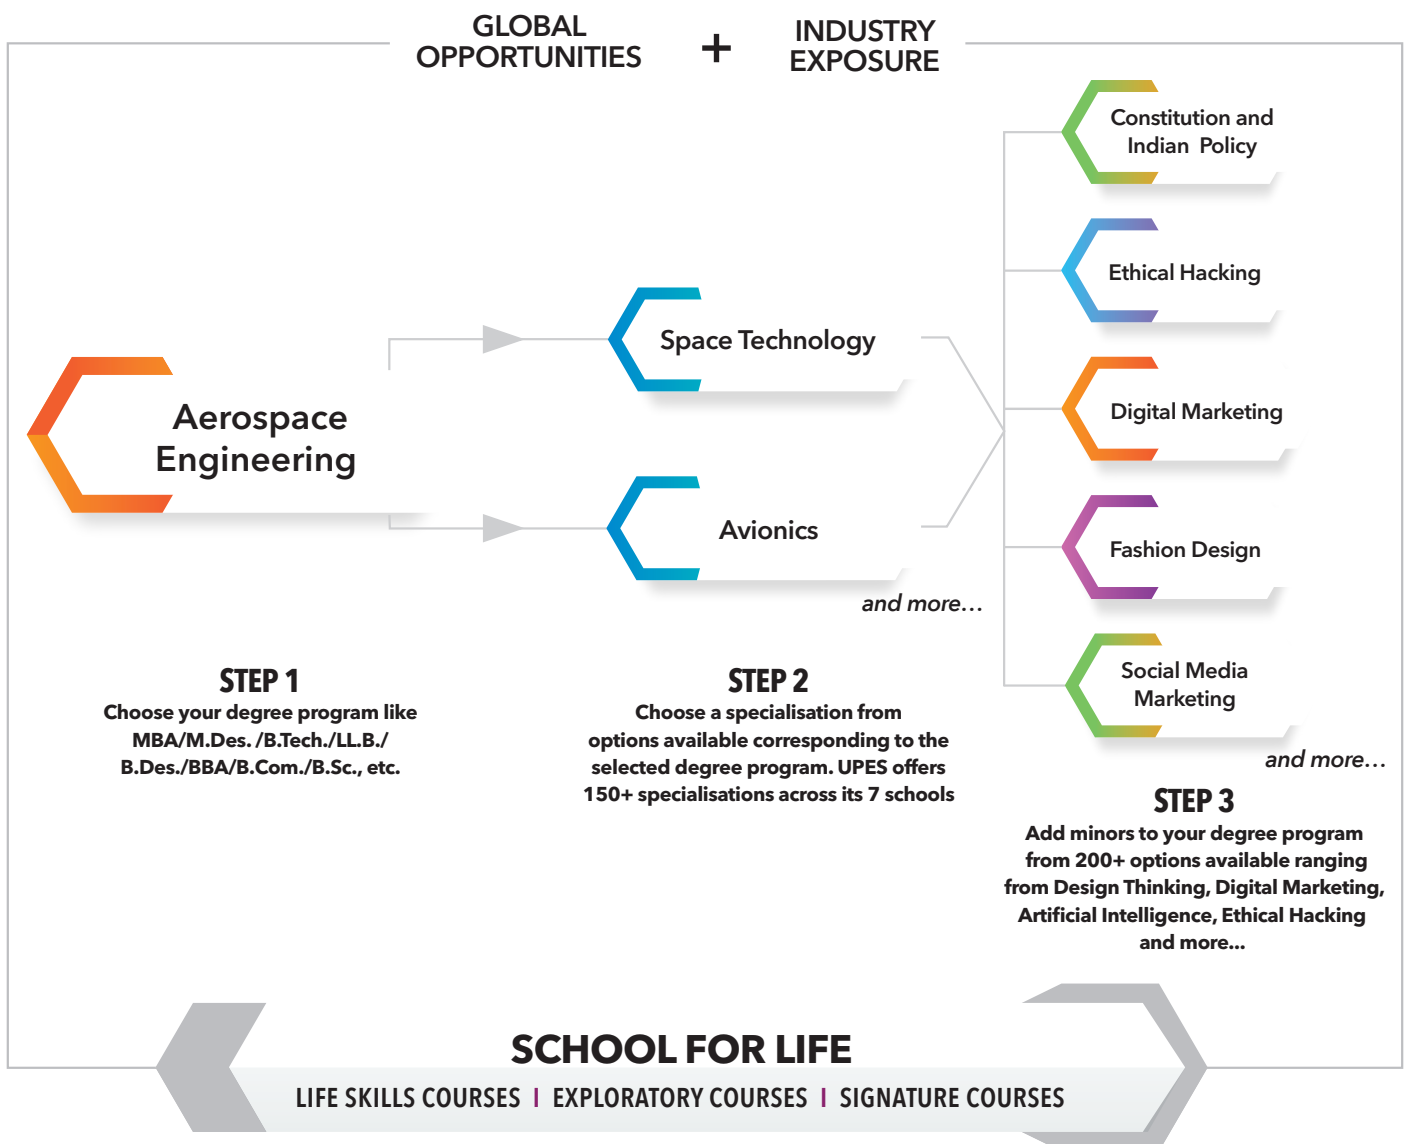 GLOBAL
OPPORTUNITIES
+
INDUSTRY
EXPOSURE
Aerospace
Engineering
Space Technology
Avionics
and more...
Constitution and
Indian Policy
Ethical Hacking
Digital Marketing
Fashion Design
Social Media
Marketing
and more...
STEP 1
Choose your degree program like
MBA/M.Des. /B.Tech./LL.B./
B.Des./BBA/B.Com./B.Sc., etc.
STEP 2
Choose a specialisation from
options available corresponding to the
selected degree program. UPES offers
150+ specialisations across its 7 schools
STEP 3
Add minors to your degree program
from 200+ options available ranging
from Design Thinking, Digital Marketing,
Artificial Intelligence, Ethical Hacking
and more...
SCHOOL FOR LIFE
LIFE SKILLS COURSES I EXPLORATORY COURSES I SIGNATURE COURSES